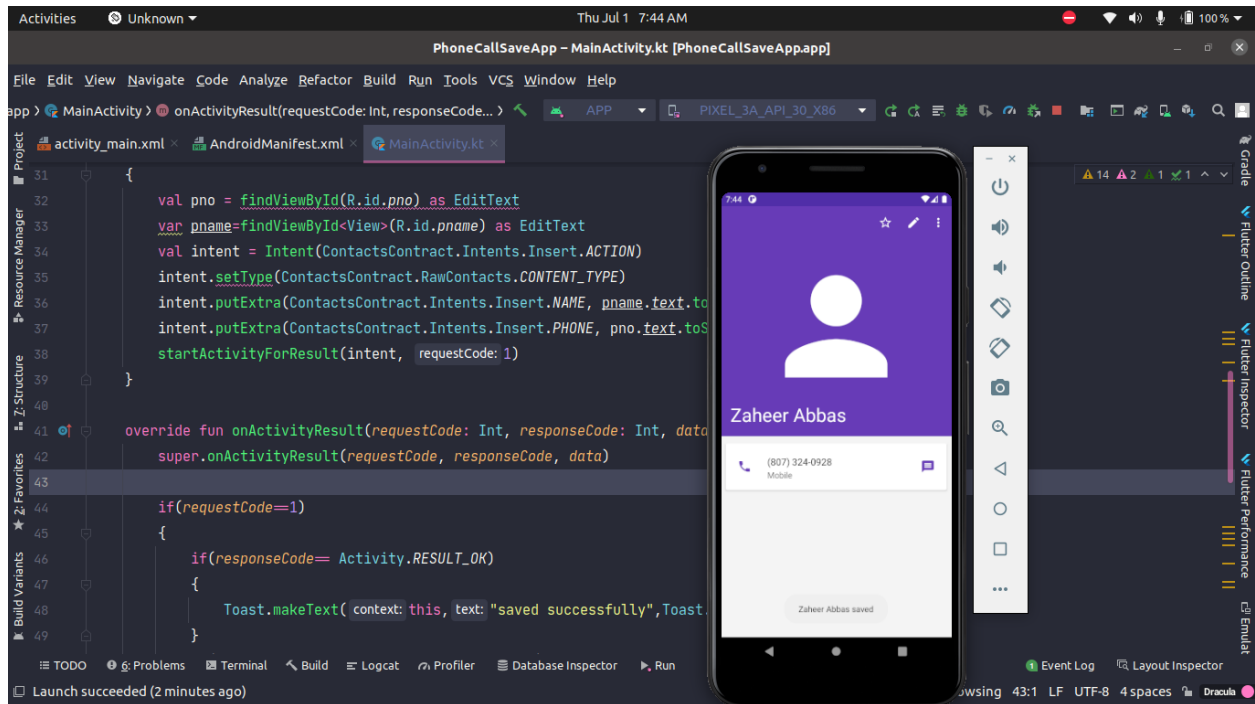 Activities Unknown Thu Jul 1 7:44 AM 100 %
PhoneCallSaveApp – MainActivity.kt [PhoneCallSaveApp.app]
File Edit View Navigate Code Analyze Refactor Build Run Tools VCS Window Help
app MainActivity onActivityResult(requestCode: Int, responseCode...) APP PIXEL_3A_API_30_X86
activity_main.xml AndroidManifest.xml MainActivity.kt
14 2 1 1
31 {
32 val pno = findViewById(R.id.pno) as EditText
33 var pname=findViewById<View>(R.id.pname) as EditText
34 val intent = Intent(ContactsContract.Intents.Insert.ACTION)
35 intent.setType(ContactsContract.RawContacts.CONTENT_TYPE)
36 intent.putExtra(ContactsContract.Intents.Insert.NAME, pname.text.to
37 intent.putExtra(ContactsContract.Intents.Insert.PHONE, pno.text.toS
38 startActivityForResult(intent, requestCode: 1)
39 }
40
41 override fun onActivityResult(requestCode: Int, responseCode: Int, data
42 super.onActivityResult(requestCode, responseCode, data)
43
44 if(requestCode==1)
45 {
46 if(responseCode== Activity.RESULT_OK)
47 {
48 Toast.makeText( context: this, text: "saved successfully",Toast.
49 }
7:44
Zaheer Abbas
(807) 324-0928
Mobile
Zaheer Abbas saved
Project
Resource Manager
Z: Structure
2: Favorites
Build Variants
Gradle
Flutter Outline
Flutter Inspector
Flutter Performance
Emulat
TODO 6: Problems Terminal Build Logcat Profiler Database Inspector Run 1 Event Log Layout Inspector
Launch succeeded (2 minutes ago) owsing 43:1 LF UTF-8 4 spaces Dracula